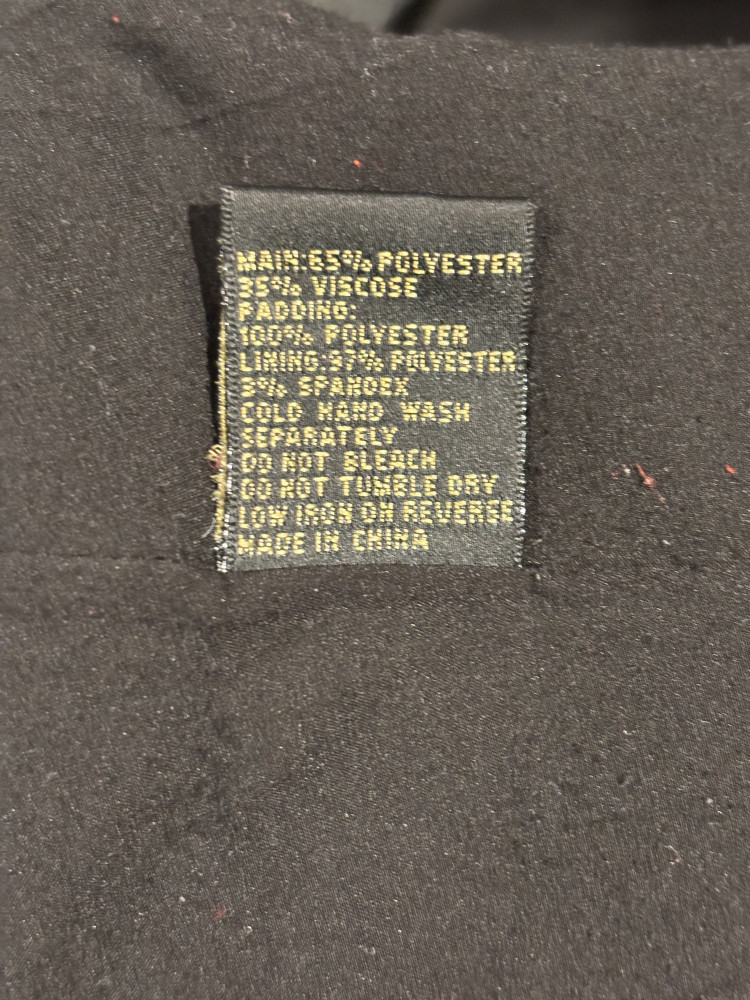 MAIN:65% POLYESTER
35% VISCOSE
PADDING:
100% POLYESTER
LINING:97% POLYESTER
3% SPANDEX
COLD HAND WASH
SEPARATELY
DO NOT BLEACH
DO NOT TUMBLE DRY
LOW IRON ON REVERSE
MADE IN CHINA